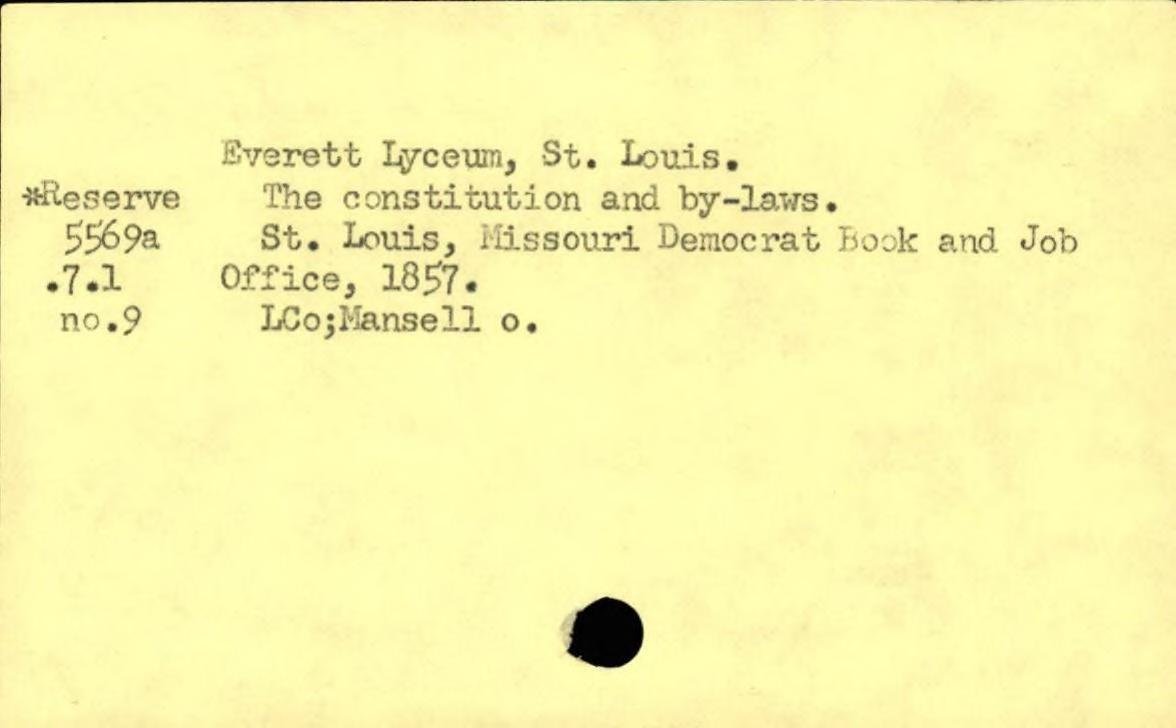 Everett Lyceum, St. Louis.
*Reserve The constitution and by-laws.
5569a St. Louis, Missouri Democrat Book and Job
.7.1 Office, 1857.
no.9 LCo;Mansell o.